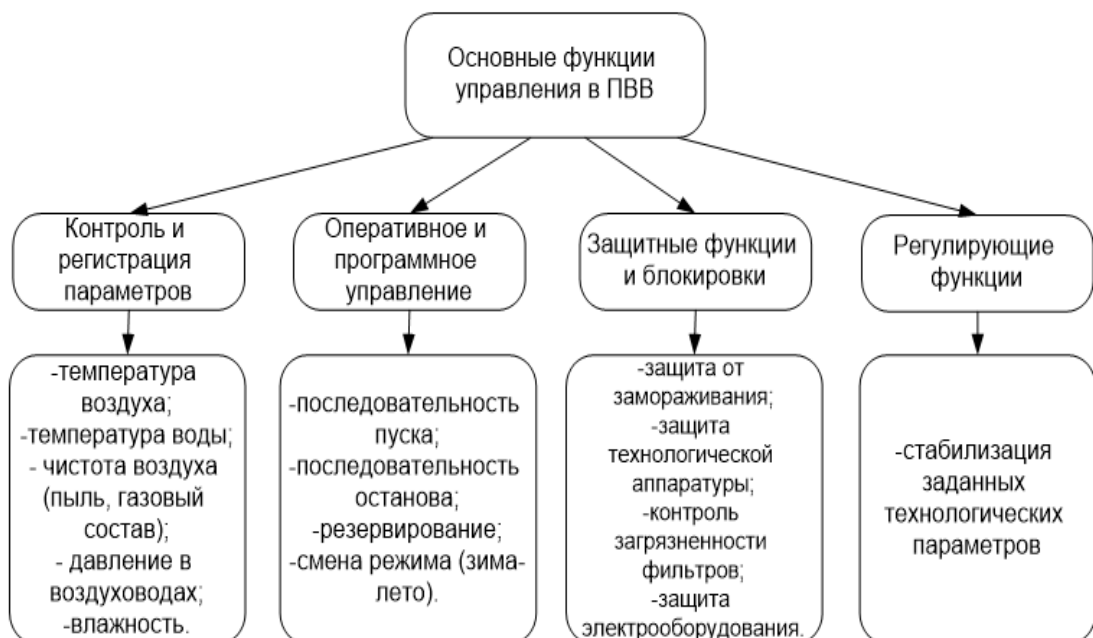 Основные функции
управления в ПВВ
Контроль и
регистрация
параметров
Оперативное и
программное
управление
Защитные функции
и блокировки
Регулирующие
функции
-температура
воздуха;
-температура воды;
- чистота воздуха
(пыль, газовый
состав);
- давление в
воздуховодах;
-влажность.
-последовательность
пуска;
-последовательность
останова;
-резервирование;
-смена режима (зима-
лето).
-защита от
замораживания;
-защита
технологической
аппаратуры;
-контроль
загрязненности
фильтров;
-защита
электрооборудования.
-стабилизация
заданных
технологических
параметров